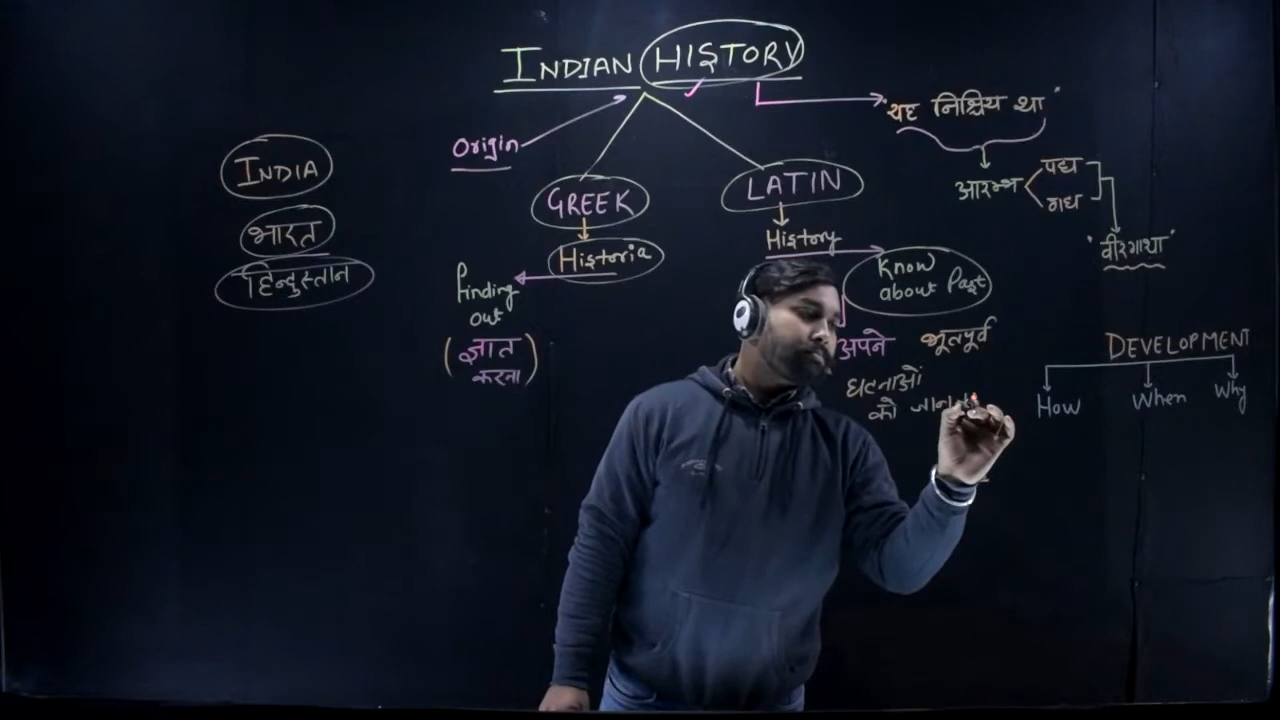 INDIAN HISTORY
"यह निश्चिय था"
Origin
INDIA
GREEK
LATIN
आरम्भ
पद्य
गद्य
भारत
Historia
History
"वीरगाथा"
हिन्दुस्तान
finding
out
Know
about Past
(ज्ञात
करना)
अपने भूतपूर्व
घटनाओं
को
DEVELOPMENT
How
When
Why